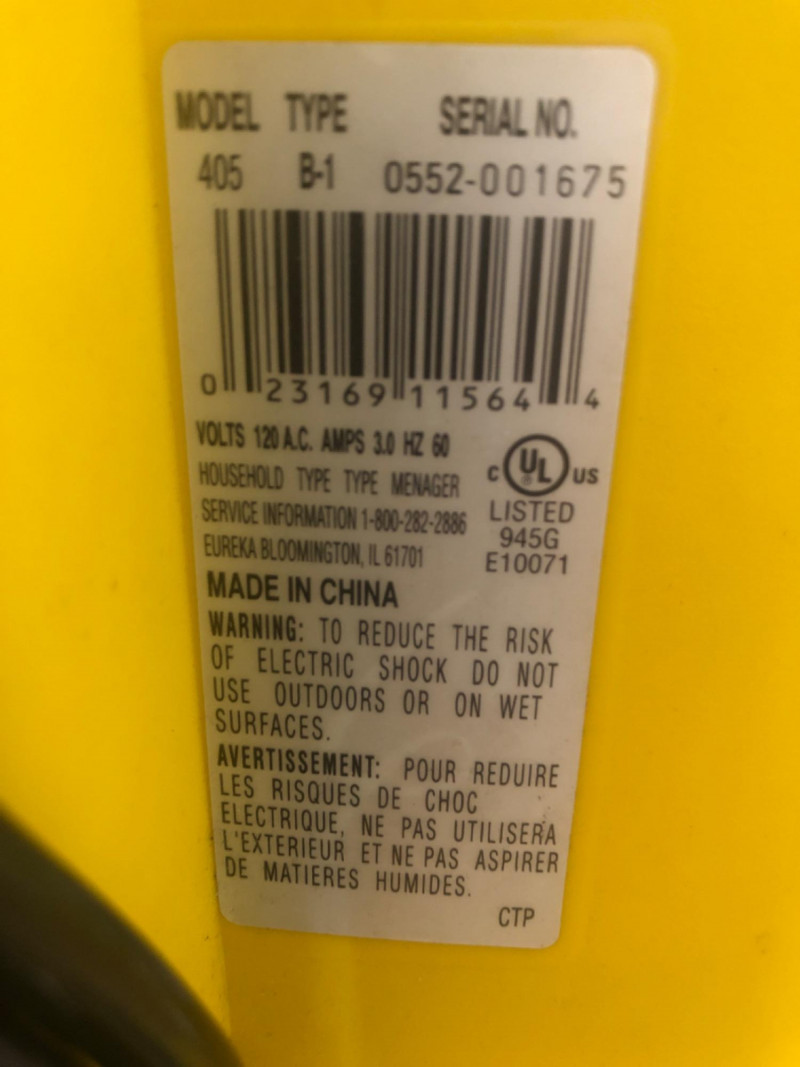 MODEL TYPE SERIAL NO.
405 B-1 0552-001675
0 23169 11564 4
VOLTS 120 A.C. AMPS 3.0 HZ 60
HOUSEHOLD TYPE TYPE MENAGER
SERVICE INFORMATION 1-800-282-2886
EUREKA BLOOMINGTON, IL 61701
C UL ® US
LISTED
945G
E10071
MADE IN CHINA
WARNING: TO REDUCE THE RISK
OF ELECTRIC SHOCK DO NOT
USE OUTDOORS OR ON WET
SURFACES.
AVERTISSEMENT: POUR REDUIRE
LES RISQUES DE CHOC
ELECTRIQUE, NE PAS UTILISERA
L'EXTERIEUR ET NE PAS ASPIRER
DE MATIERES HUMIDES.
CTP